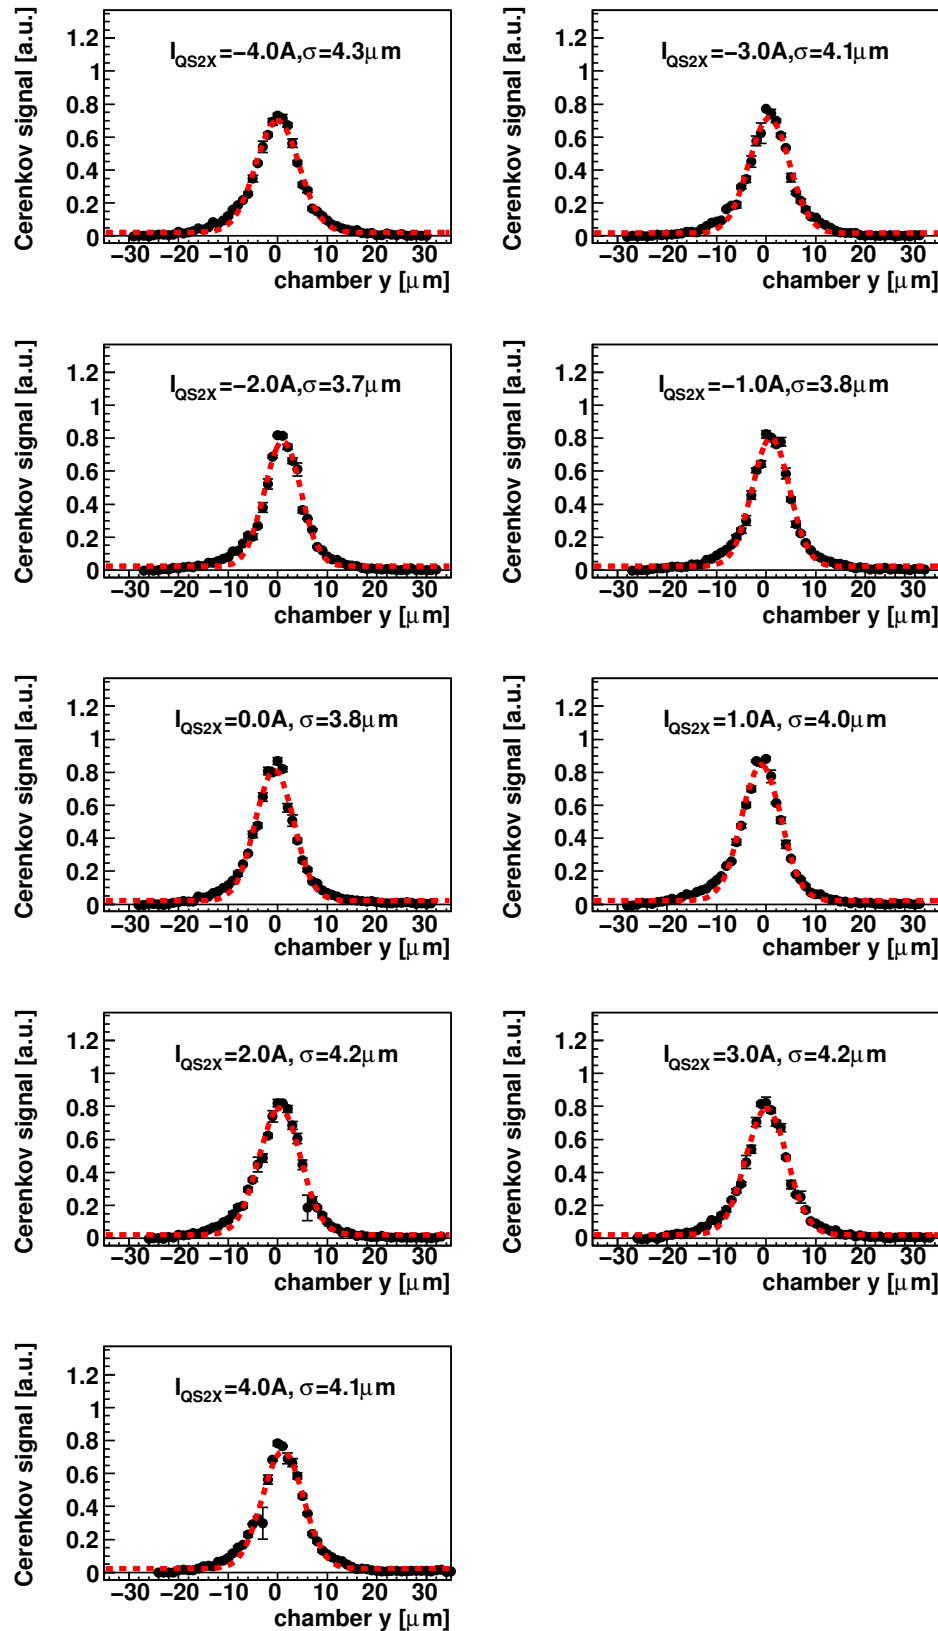 Cerenkov signal [a.u.]
I_QS2X=−4.0A,σ=4.3μm
1.2
1
0.8
0.6
0.4
0.2
0
−30 −20 −10 0 10 20 30
chamber y [μm]
Cerenkov signal [a.u.]
I_QS2X=−3.0A,σ=4.1μm
1.2
1
0.8
0.6
0.4
0.2
0
−30 −20 −10 0 10 20 30
chamber y [μm]
Cerenkov signal [a.u.]
I_QS2X=−2.0A,σ=3.7μm
1.2
1
0.8
0.6
0.4
0.2
0
−30 −20 −10 0 10 20 30
chamber y [μm]
Cerenkov signal [a.u.]
I_QS2X=−1.0A,σ=3.8μm
1.2
1
0.8
0.6
0.4
0.2
0
−30 −20 −10 0 10 20 30
chamber y [μm]
Cerenkov signal [a.u.]
I_QS2X=0.0A, σ=3.8μm
1.2
1
0.8
0.6
0.4
0.2
0
−30 −20 −10 0 10 20 30
chamber y [μm]
Cerenkov signal [a.u.]
I_QS2X=1.0A, σ=4.0μm
1.2
1
0.8
0.6
0.4
0.2
0
−30 −20 −10 0 10 20 30
chamber y [μm]
Cerenkov signal [a.u.]
I_QS2X=2.0A, σ=4.2μm
1.2
1
0.8
0.6
0.4
0.2
0
−30 −20 −10 0 10 20 30
chamber y [μm]
Cerenkov signal [a.u.]
I_QS2X=3.0A, σ=4.2μm
1.2
1
0.8
0.6
0.4
0.2
0
−30 −20 −10 0 10 20 30
chamber y [μm]
Cerenkov signal [a.u.]
I_QS2X=4.0A, σ=4.1μm
1.2
1
0.8
0.6
0.4
0.2
0
−30 −20 −10 0 10 20 30
chamber y [μm]